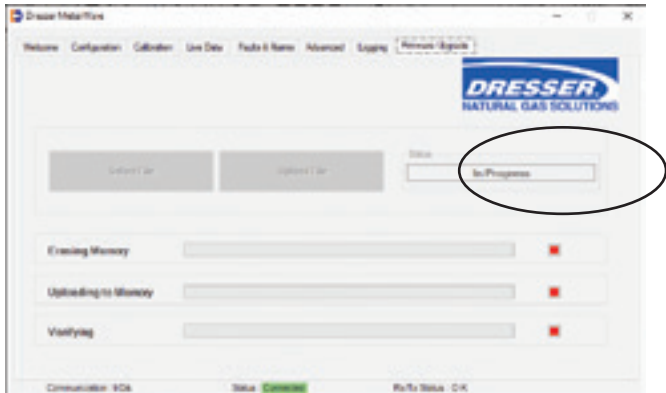 Dresser MeterWare
Welcome Configuration Calibration Live Data Faults & Alarms Advanced Logging Firmware Upgrade
DRESSER
NATURAL GAS SOLUTIONS
Select File Upload File
Status
In Progress
Erasing Memory
Uploading to Memory
Verifying
Status Connected Rx/Tx Status : OK